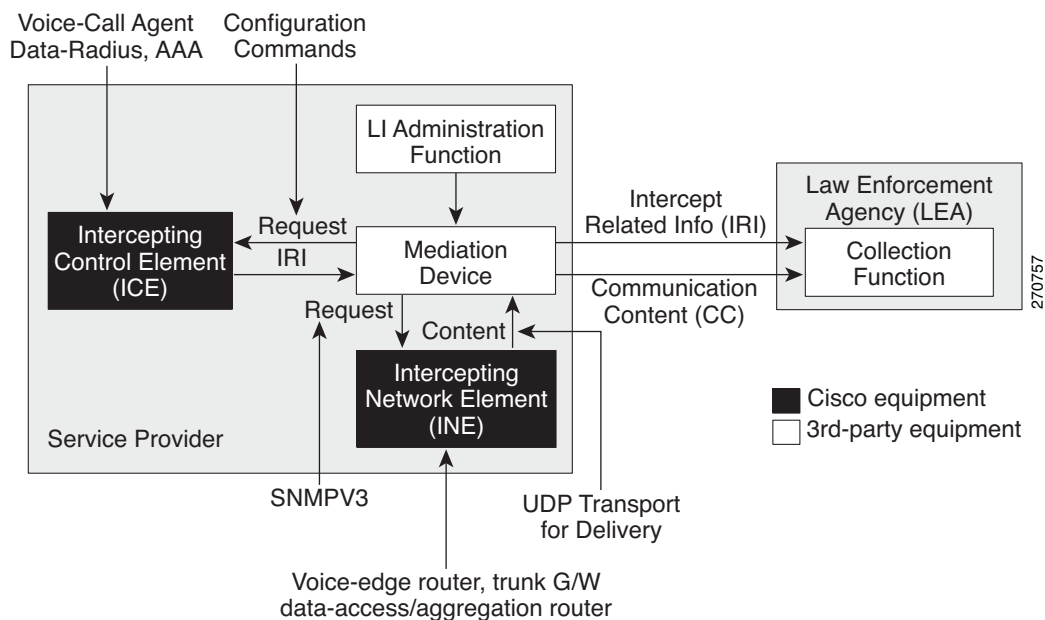 Voice-Call Agent
Data-Radius, AAA
Configuration
Commands
LI Administration
Function
Intercepting
Control Element
(ICE)
Request
IRI
Mediation
Device
Intercept
Related Info (IRI)
Communication
Content (CC)
Law Enforcement
Agency (LEA)
Collection
Function
270757
Request
Content
Intercepting
Network Element
(INE)
Service Provider
Cisco equipment
3rd-party equipment
SNMPV3
UDP Transport
for Delivery
Voice-edge router, trunk G/W
data-access/aggregation router